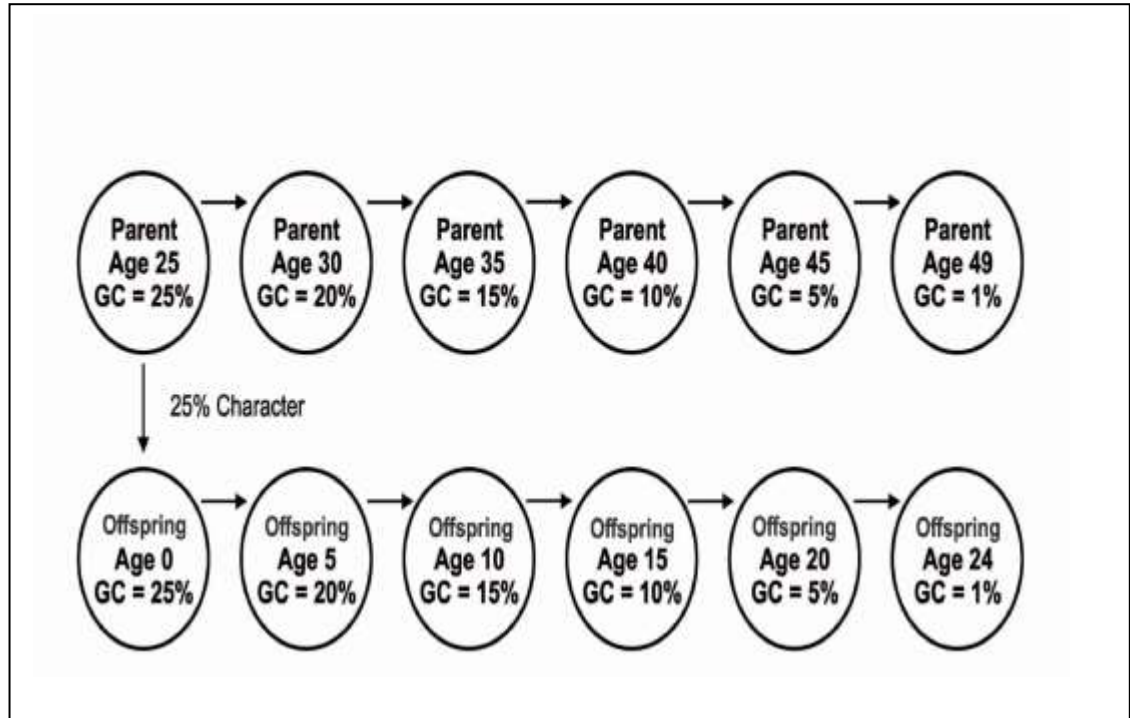 Parent
Age 25
GC = 25%
Parent
Age 30
GC = 20%
Parent
Age 35
GC = 15%
Parent
Age 40
GC = 10%
Parent
Age 45
GC = 5%
Parent
Age 49
GC = 1%
25% Character
Offspring
Age 0
GC = 25%
Offspring
Age 5
GC = 20%
Offspring
Age 10
GC = 15%
Offspring
Age 15
GC = 10%
Offspring
Age 20
GC = 5%
Offspring
Age 24
GC = 1%